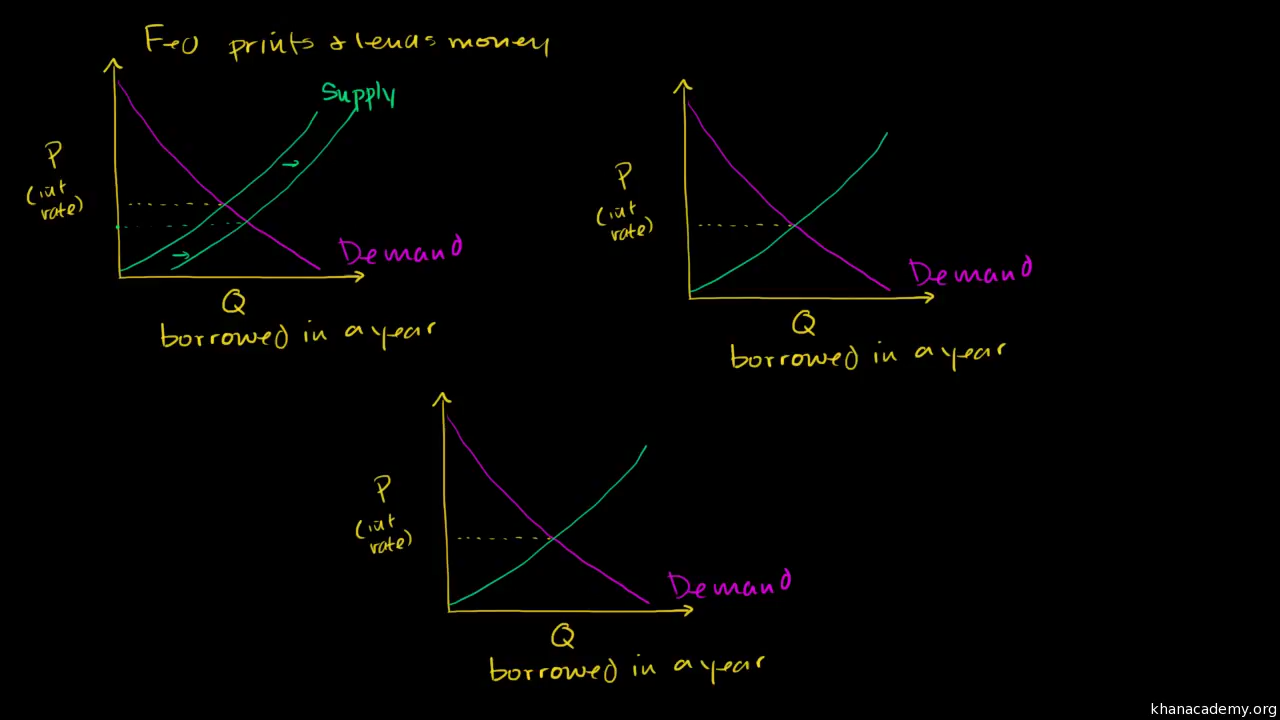 Fed prints & lends money
Supply
P
(int
rate)
Demand
Q
borrowed in a year
P
(int
rate)
Demand
Q
borrowed in a year
P
(int
rate)
Demand
Q
borrowed in a year
khanacademy.org